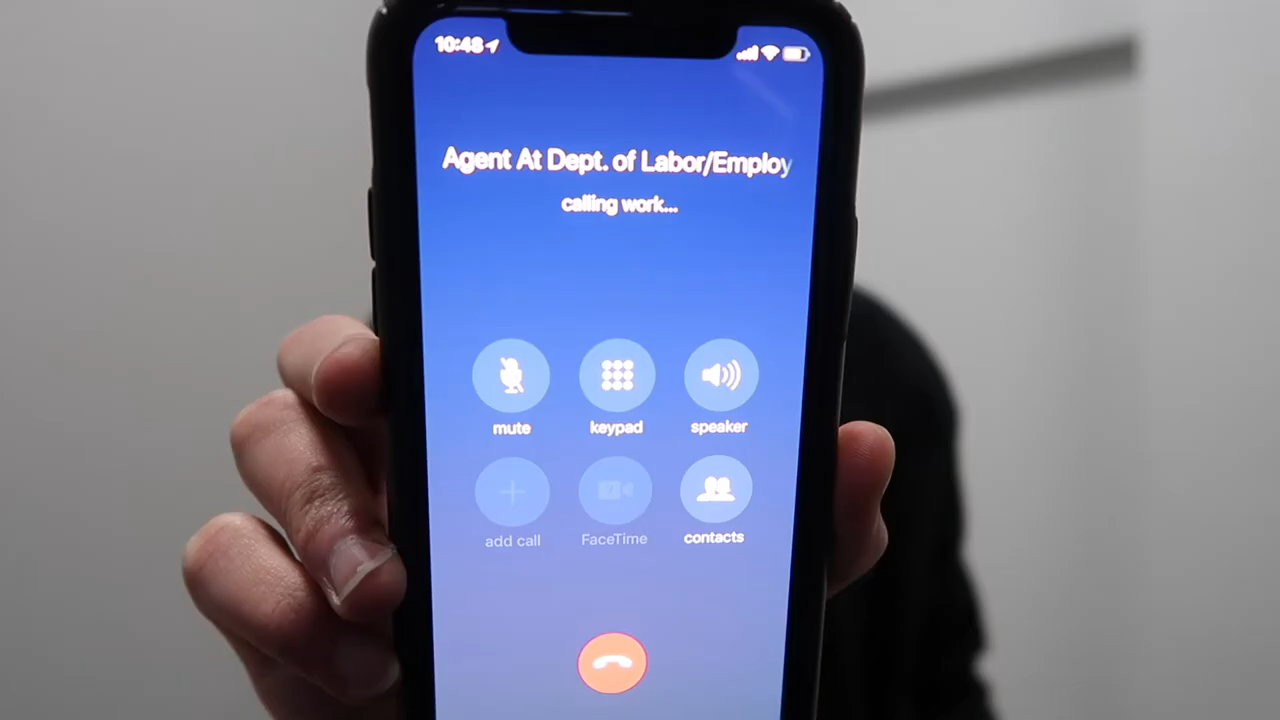 10:48
Agent At Dept. of Labor/Employ
calling work...
mute
keypad
speaker
add call
FaceTime
contacts